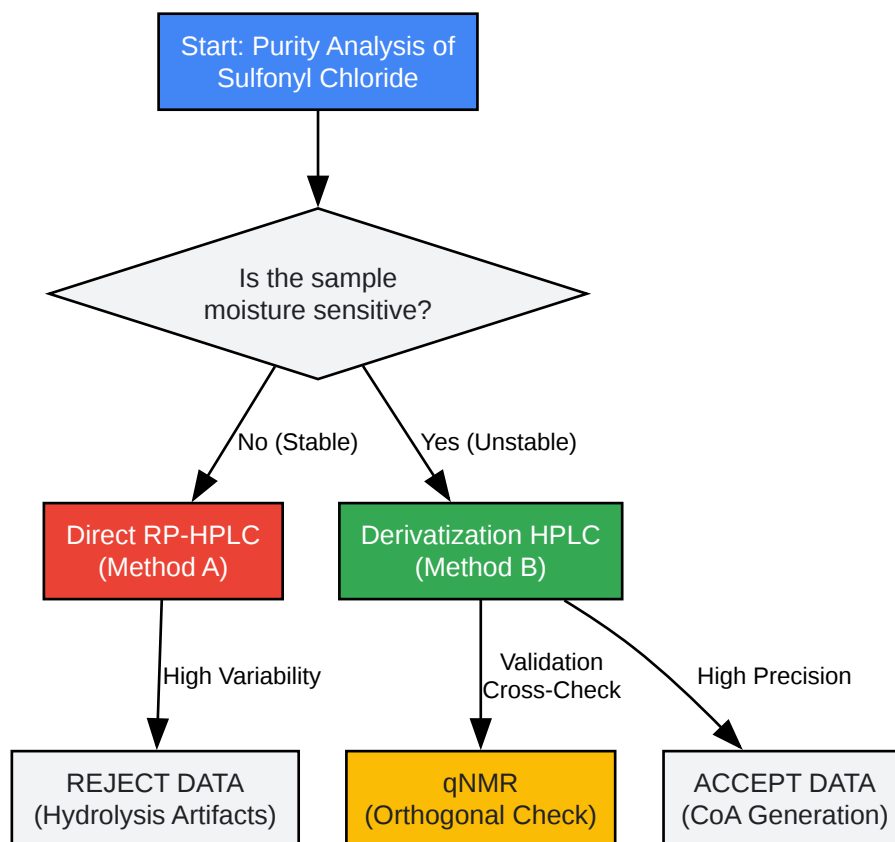 Start: Purity Analysis of
Sulfonyl Chloride
Is the sample
moisture sensitive?
No (Stable)
Yes (Unstable)
Direct RP-HPLC
(Method A)
Derivatization HPLC
(Method B)
High Variability
Validation
Cross-Check
High Precision
REJECT DATA
(Hydrolysis Artifacts)
qNMR
(Orthogonal Check)
ACCEPT DATA
(CoA Generation)